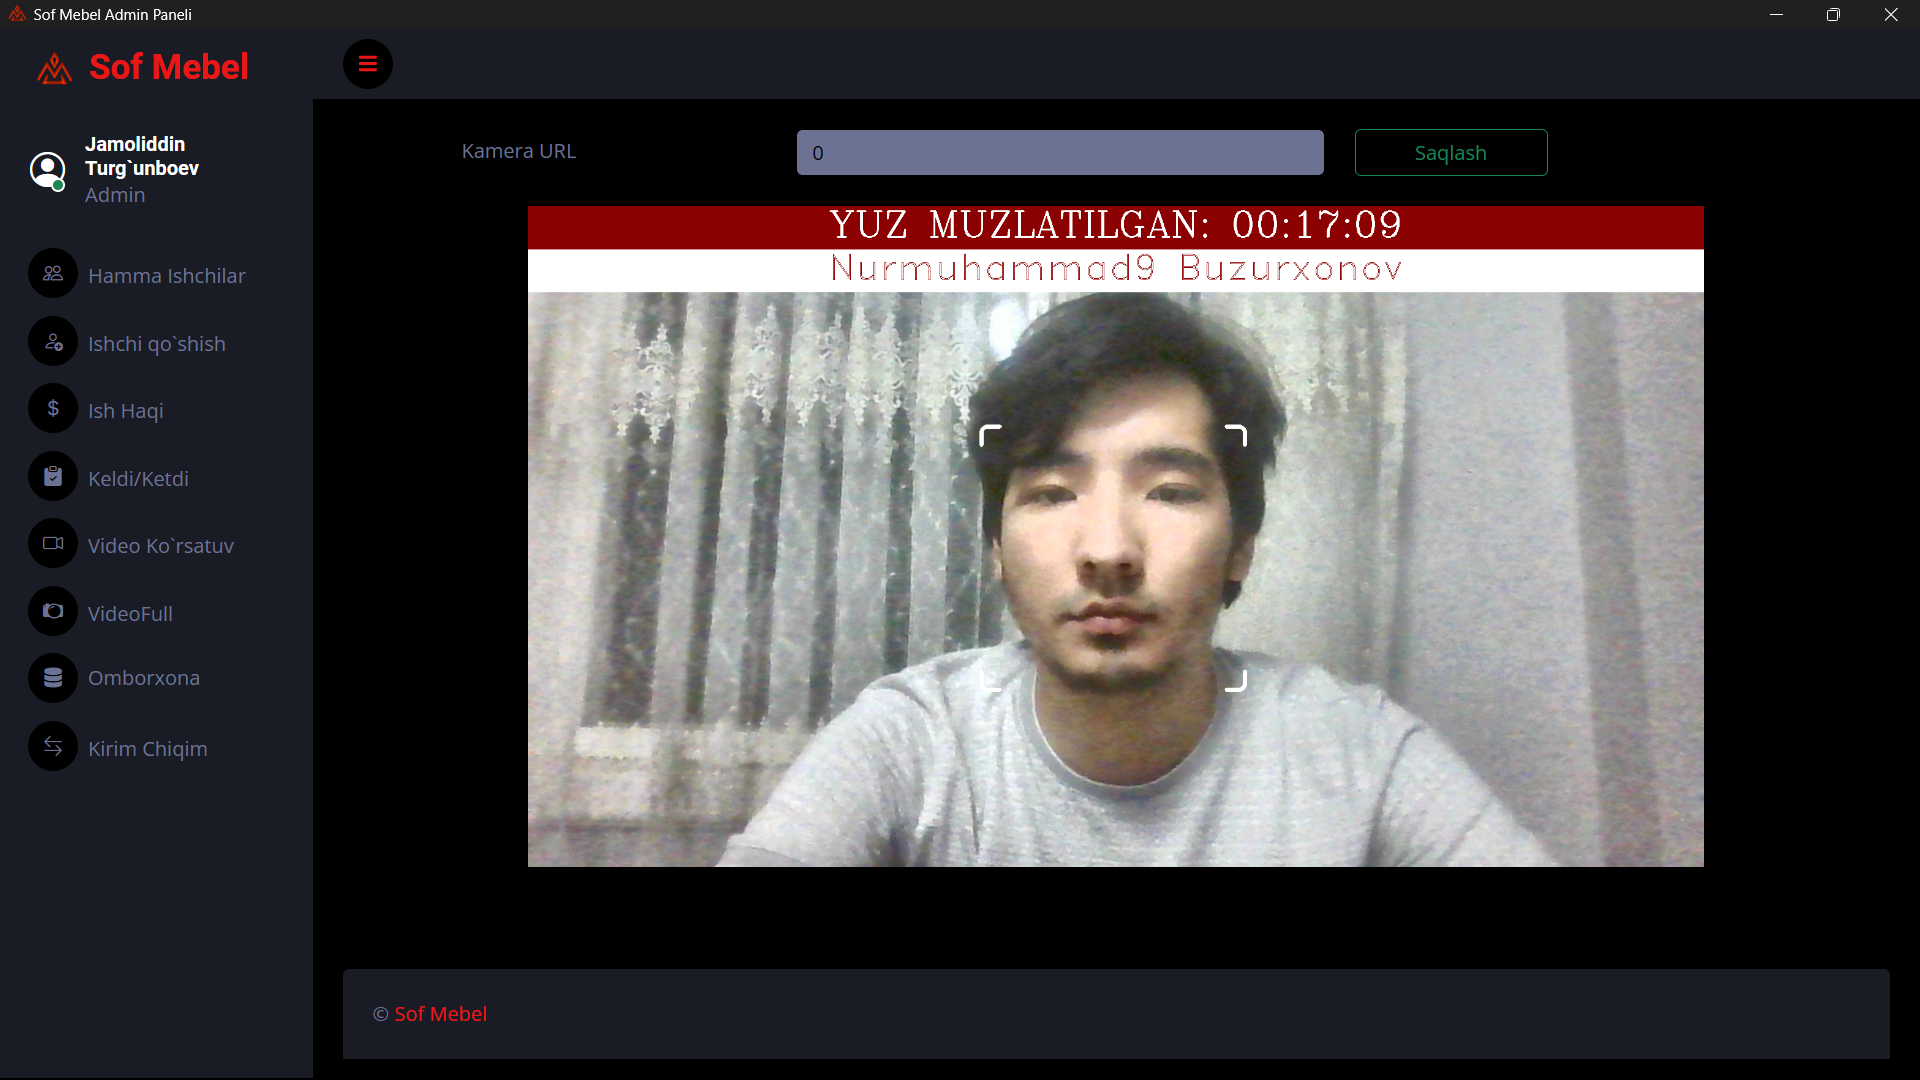 Sof Mebel Admin Paneli
Sof Mebel
Jamoliddin
Turg`unboev
Admin
Hamma Ishchilar
Ishchi qo`shish
Ish Haqi
Keldi/Ketdi
Video Ko`rsatuv
VideoFull
Omborxona
Kirim Chiqim
Kamera URL
0
Saqlash
YUZ MUZLATILGAN: 00:17:09
Nurmuhammad9 Buzurxonov
© Sof Mebel